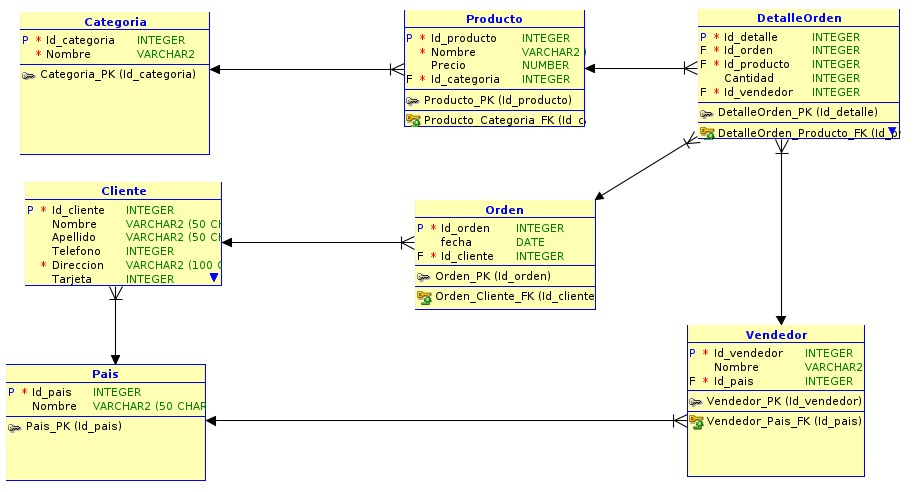 Categoria
P * Id_categoria INTEGER
* Nombre VARCHAR2
Categoria_PK (Id_categoria)
Producto
P * Id_producto INTEGER
* Nombre VARCHAR2
Precio NUMBER
F * Id_categoria INTEGER
Producto_PK (Id_producto)
Producto_Categoria_FK (Id_c
DetalleOrden
P * Id_detalle INTEGER
F * Id_orden INTEGER
F * Id_producto INTEGER
Cantidad INTEGER
F * Id_vendedor INTEGER
DetalleOrden_PK (Id_detalle)
DetalleOrden_Producto_FK (Id_p
Cliente
P * Id_cliente INTEGER
Nombre VARCHAR2 (50 CH
Apellido VARCHAR2 (50 CH
Telefono INTEGER
* Direccion VARCHAR2 (100 C
Tarjeta INTEGER
Orden
P * Id_orden INTEGER
fecha DATE
F * Id_cliente INTEGER
Orden_PK (Id_orden)
Orden_Cliente_FK (Id_cliente
Pais
P * Id_pais INTEGER
Nombre VARCHAR2 (50 CHAR
Pais_PK (Id_pais)
Vendedor
P * Id_vendedor INTEGER
Nombre VARCHAR2
F * Id_pais INTEGER
Vendedor_PK (Id_vendedor)
Vendedor_Pais_FK (Id_pais)